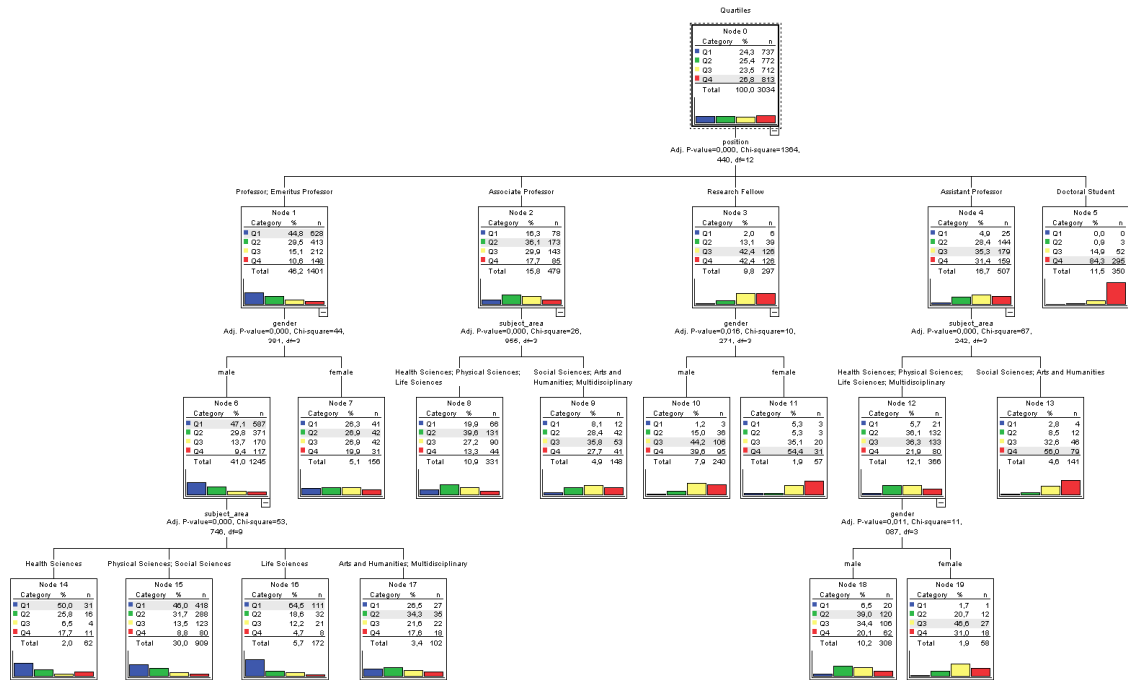 Quartiles
Node 0
Category % n
Q1 24,3 737
Q2 25,4 772
Q3 23,5 712
Q4 26,8 813
Total 100,0 3034
position
Adj. P-value=0,000, Chi-square=1364,
440, df=12
Professor; Emeritus Professor
Associate Professor
Research Fellow
Assistant Professor
Doctoral Student
Node 1
Category % n
Q1 44,8 628
Q2 29,5 413
Q3 15,1 212
Q4 10,6 148
Total 46,2 1401
Node 2
Category % n
Q1 16,3 78
Q2 36,1 173
Q3 29,9 143
Q4 17,7 85
Total 15,8 479
Node 3
Category % n
Q1 2,0 6
Q2 13,1 39
Q3 42,4 126
Q4 42,4 126
Total 9,8 297
Node 4
Category % n
Q1 4,9 25
Q2 28,4 144
Q3 35,3 179
Q4 31,4 159
Total 16,7 507
Node 5
Category % n
Q1 0,0 0
Q2 0,9 3
Q3 14,9 52
Q4 84,3 295
Total 11,5 350
gender
Adj. P-value=0,000, Chi-square=44,
391, df=3
subject_area
Adj. P-value=0,000, Chi-square=26,
955, df=3
gender
Adj. P-value=0,016, Chi-square=10,
271, df=3
subject_area
Adj. P-value=0,000, Chi-square=67,
242, df=3
male
female
Health Sciences; Physical Sciences;
Life Sciences
Social Sciences; Arts and
Humanities; Multidisciplinary
male
female
Health Sciences; Physical Sciences;
Life Sciences; Multidisciplinary
Social Sciences; Arts and Humanities
Node 6
Category % n
Q1 47,1 587
Q2 29,8 371
Q3 13,7 170
Q4 9,4 117
Total 41,0 1245
Node 7
Category % n
Q1 26,3 41
Q2 26,9 42
Q3 26,9 42
Q4 19,9 31
Total 5,1 156
Node 8
Category % n
Q1 19,9 66
Q2 39,6 131
Q3 27,2 90
Q4 13,3 44
Total 10,9 331
Node 9
Category % n
Q1 8,1 12
Q2 28,4 42
Q3 35,8 53
Q4 27,7 41
Total 4,9 148
Node 10
Category % n
Q1 1,2 3
Q2 15,0 36
Q3 44,2 106
Q4 39,6 95
Total 7,9 240
Node 11
Category % n
Q1 5,3 3
Q2 5,3 3
Q3 35,1 20
Q4 54,4 31
Total 1,9 57
Node 12
Category % n
Q1 5,7 21
Q2 36,1 132
Q3 36,3 133
Q4 21,9 80
Total 12,1 366
Node 13
Category % n
Q1 2,8 4
Q2 8,5 12
Q3 32,6 46
Q4 56,0 79
Total 4,6 141
subject_area
Adj. P-value=0,000, Chi-square=53,
746, df=9
gender
Adj. P-value=0,011, Chi-square=11,
087, df=3
Health Sciences
Physical Sciences; Social Sciences
Life Sciences
Arts and Humanities; Multidisciplinary
male
female
Node 14
Category % n
Q1 50,0 31
Q2 25,8 16
Q3 6,5 4
Q4 17,7 11
Total 2,0 62
Node 15
Category % n
Q1 46,0 418
Q2 31,7 288
Q3 13,5 123
Q4 8,8 80
Total 30,0 909
Node 16
Category % n
Q1 64,5 111
Q2 18,6 32
Q3 12,2 21
Q4 4,7 8
Total 5,7 172
Node 17
Category % n
Q1 26,5 27
Q2 34,3 35
Q3 21,6 22
Q4 17,6 18
Total 3,4 102
Node 18
Category % n
Q1 6,5 20
Q2 39,0 120
Q3 34,4 106
Q4 20,1 62
Total 10,2 308
Node 19
Category % n
Q1 1,7 1
Q2 20,7 12
Q3 46,6 27
Q4 31,0 18
Total 1,9 58